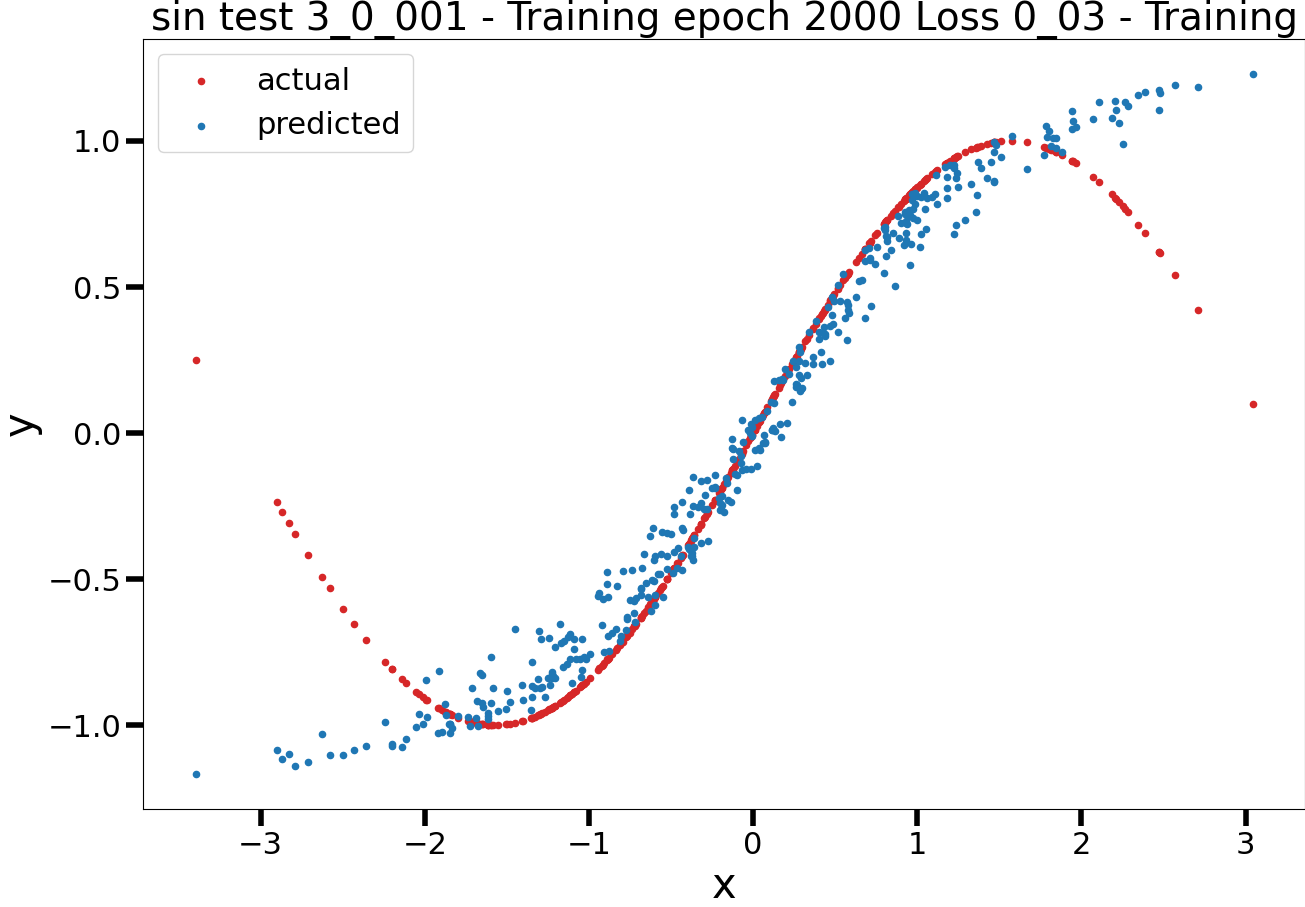 sin test 3_0_001 - Training epoch 2000 Loss 0_03 - Training
actual
predicted
1.0
0.5
0.0
−0.5
−1.0
y
−3
−2
−1
0
1
2
3
x